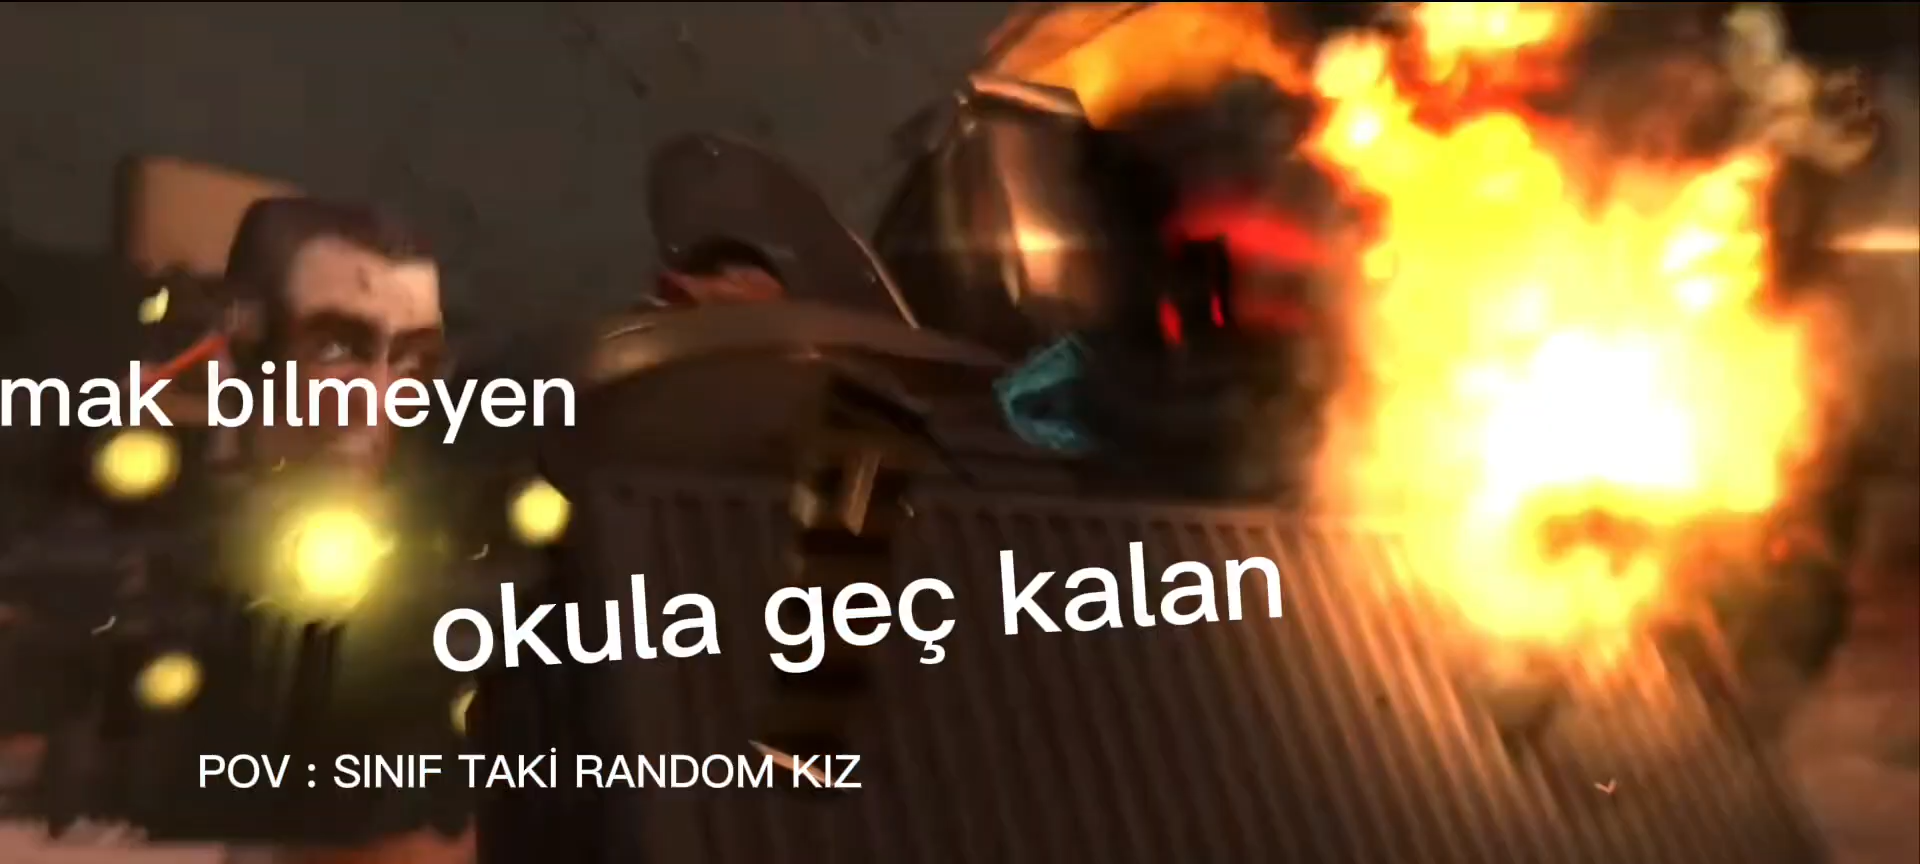 mak bilmeyen
okula geç kalan
POV : SINIF TAKİ RANDOM KIZ